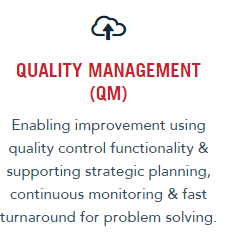 QUALITY MANAGEMENT
(QM)
Enabling improvement using
quality control functionality &
supporting strategic planning,
continuous monitoring & fast
turnaround for problem solving.